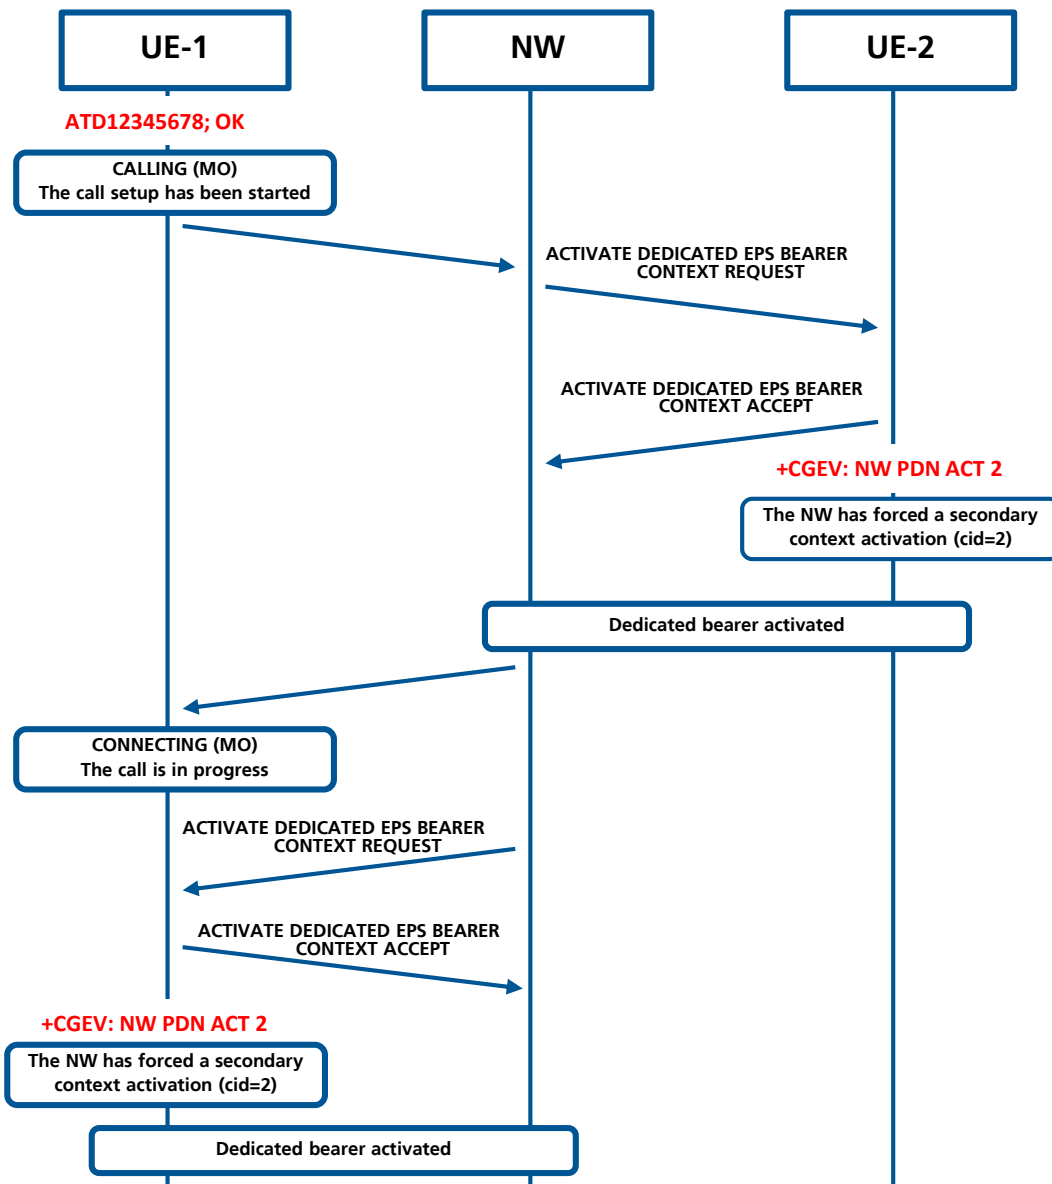 UE-1
NW
UE-2
ATD12345678; OK
CALLING (MO)
The call setup has been started
ACTIVATE DEDICATED EPS BEARER
CONTEXT REQUEST
ACTIVATE DEDICATED EPS BEARER
CONTEXT ACCEPT
+CGEV: NW PDN ACT 2
The NW has forced a secondary
context activation (cid=2)
Dedicated bearer activated
CONNECTING (MO)
The call is in progress
ACTIVATE DEDICATED EPS BEARER
CONTEXT REQUEST
ACTIVATE DEDICATED EPS BEARER
CONTEXT ACCEPT
+CGEV: NW PDN ACT 2
The NW has forced a secondary
context activation (cid=2)
Dedicated bearer activated